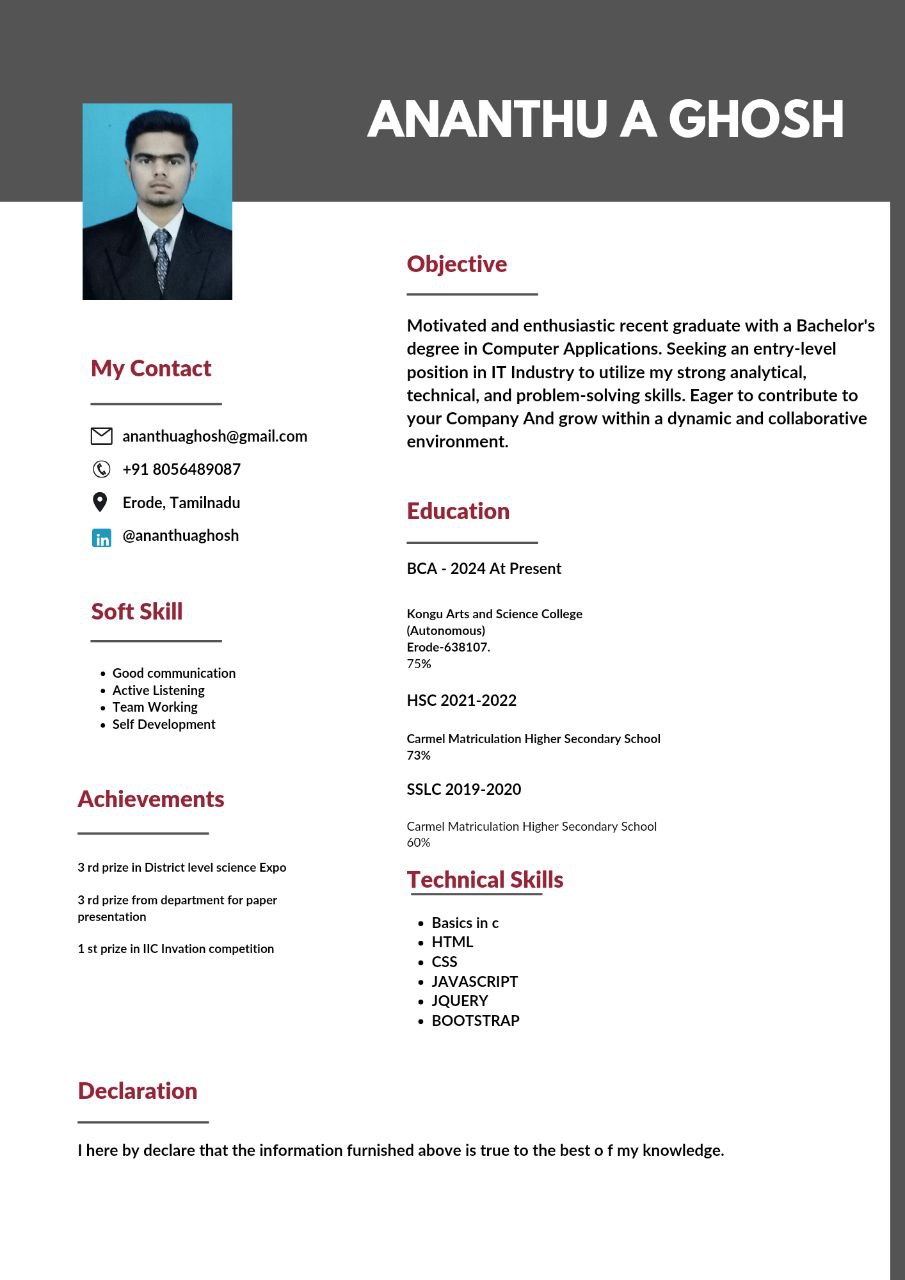 ANANTHU A GHOSH
My Contact
ananthuaghosh@gmail.com
+91 8056489087
Erode, Tamilnadu
in
@ananthuaghosh
Soft Skill
• Good communication
• Active Listening
• Team Working
• Self Development
Achievements
3 rd prize in District level science Expo
3 rd prize from department for paper
presentation
1 st prize in IIC Invation competition
Objective
Motivated and enthusiastic recent graduate with a Bachelor's
degree in Computer Applications. Seeking an entry-level
position in IT Industry to utilize my strong analytical,
technical, and problem-solving skills. Eager to contribute to
your Company And grow within a dynamic and collaborative
environment.
Education
BCA - 2024 At Present
Kongu Arts and Science College
(Autonomous)
Erode-638107.
75%
HSC 2021-2022
Carmel Matriculation Higher Secondary School
73%
SSLC 2019-2020
Carmel Matriculation Higher Secondary School
60%
Technical Skills
• Basics in c
• HTML
• CSS
• JAVASCRIPT
• JQUERY
• BOOTSTRAP
Declaration
I here by declare that the information furnished above is true to the best o f my knowledge.